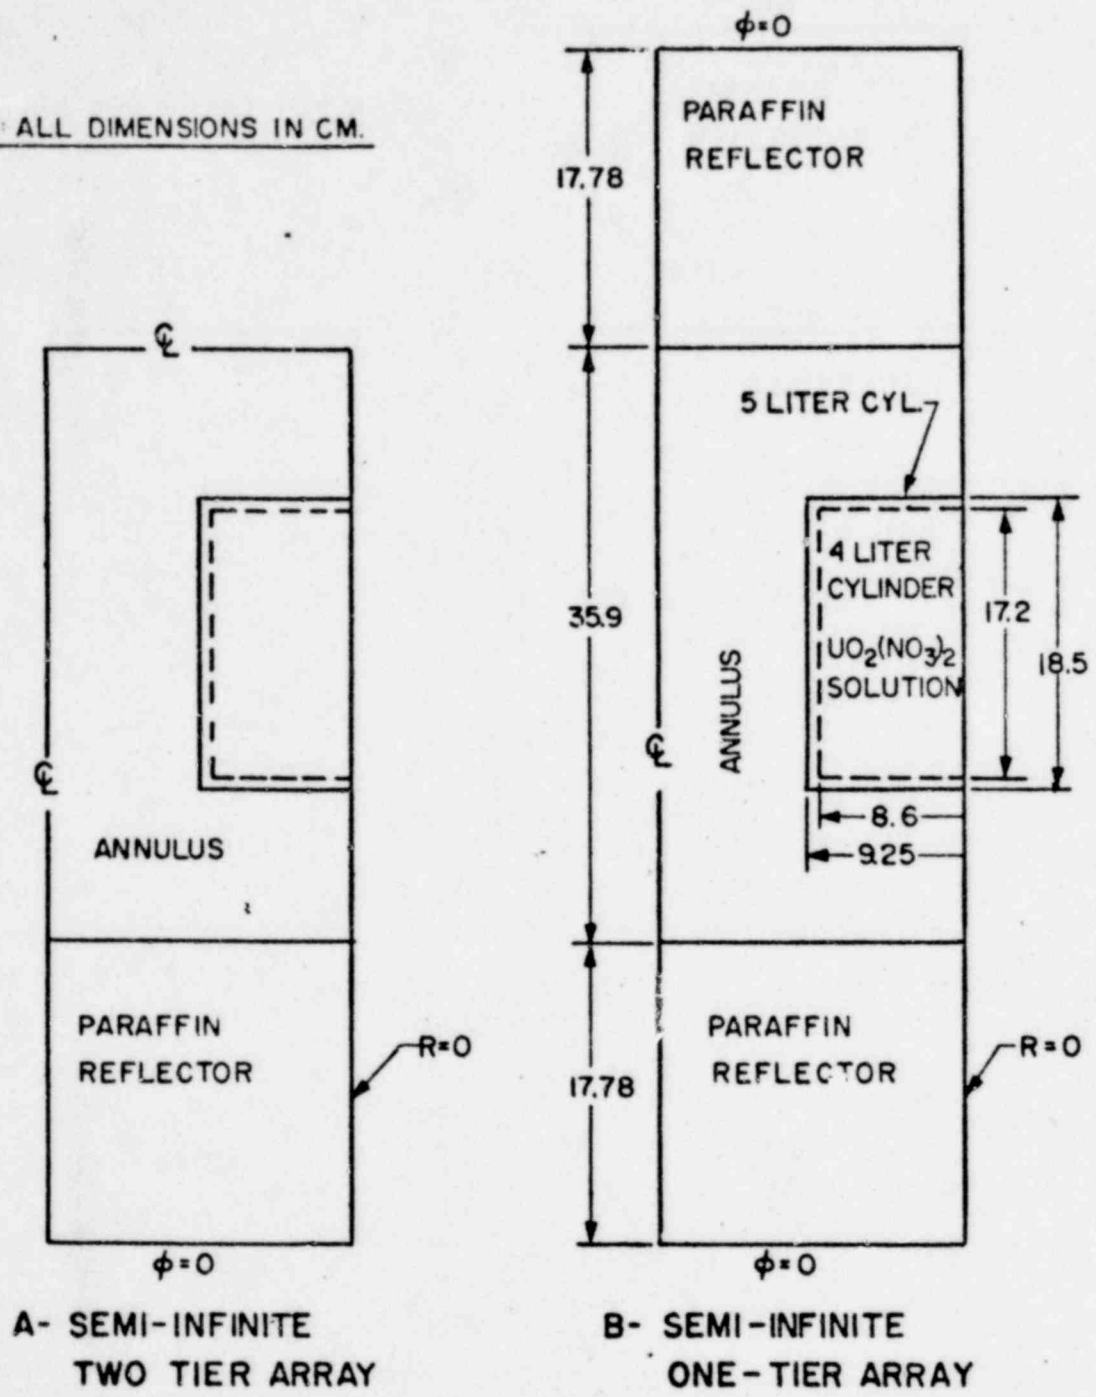 ALL DIMENSIONS IN CM.
℄
℄
ANNULUS
PARAFFIN
REFLECTOR
R=0
ϕ=0
A- SEMI-INFINITE
TWO TIER ARRAY
ϕ=0
PARAFFIN
REFLECTOR
17.78
5 LITER CYL.
4 LITER
CYLINDER
UO₂(NO₃)₂
SOLUTION
17.2
18.5
35.9
ANNULUS
℄
8.6
9.25
PARAFFIN
REFLECTOR
R=0
17.78
ϕ=0
B- SEMI-INFINITE
ONE-TIER ARRAY